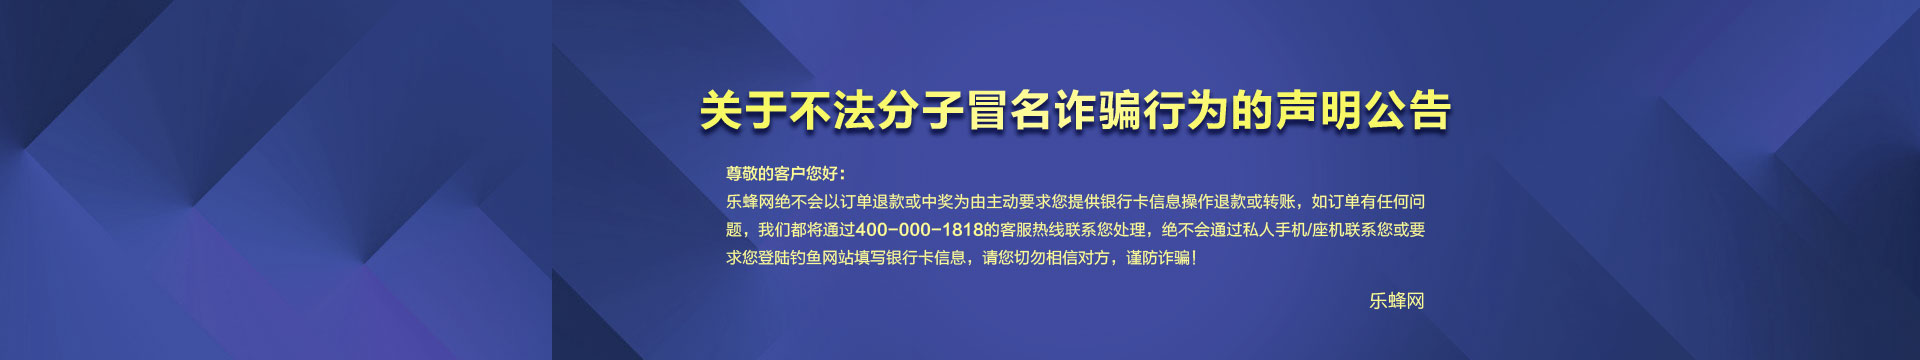 关于不法分子冒名诈骗行为的声明公告
尊敬的客户您好：
乐蜂网绝不会以订单退款或中奖为由主动要求您提供银行卡信息操作退款或转账，如订单有任何问
题，我们都将通过400-000-1818的客服热线联系您处理，绝不会通过私人手机/座机联系您或要
求您登陆钓鱼网站填写银行卡信息，请您切勿相信对方，谨防诈骗！
乐蜂网